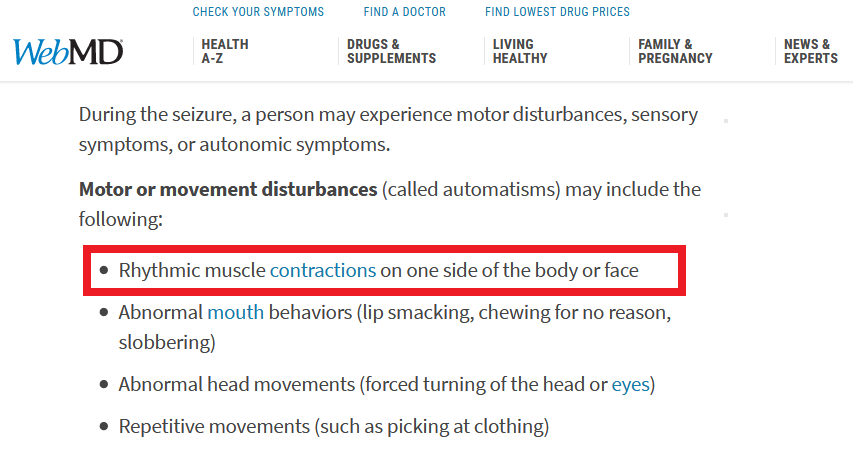 CHECK YOUR SYMPTOMS FIND A DOCTOR FIND LOWEST DRUG PRICES
WebMD
HEALTH
A-Z
DRUGS &
SUPPLEMENTS
LIVING
HEALTHY
FAMILY &
PREGNANCY
NEWS &
EXPERTS
During the seizure, a person may experience motor disturbances, sensory
symptoms, or autonomic symptoms.
Motor or movement disturbances (called automatisms) may include the
following:
• Rhythmic muscle contractions on one side of the body or face
• Abnormal mouth behaviors (lip smacking, chewing for no reason,
slobbering)
• Abnormal head movements (forced turning of the head or eyes)
• Repetitive movements (such as picking at clothing)